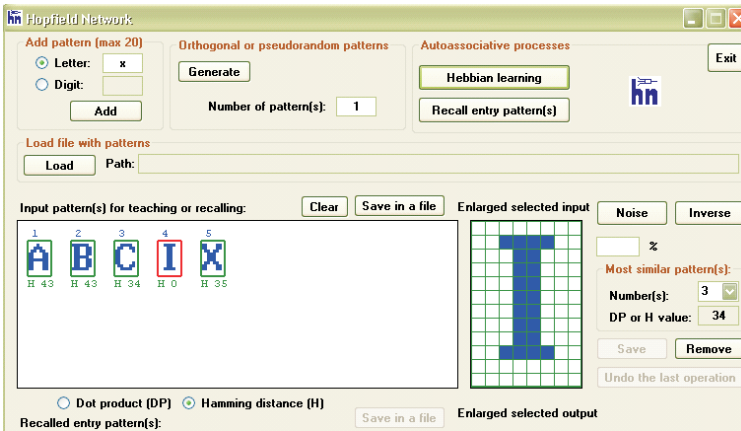 hn Hopfield Network
Add pattern (max 20)
Letter: x
Digit:
Add
Orthogonal or pseudorandom patterns
Generate
Number of pattern(s): 1
Autoassociative processes
Hebbian learning
Recall entry pattern(s)
hn
Exit
Load file with patterns
Load Path:
Input pattern(s) for teaching or recalling:
Clear Save in a file
Enlarged selected input
Noise Inverse
1 2 3 4 5
A B C I X
H 43 H 43 H 34 H 0 H 35
I
%
Most similar pattern(s):
Number(s): 3
DP or H value: 34
Save Remove
Undo the last operation
Dot product (DP) Hamming distance (H)
Recalled entry pattern(s):
Save in a file
Enlarged selected output